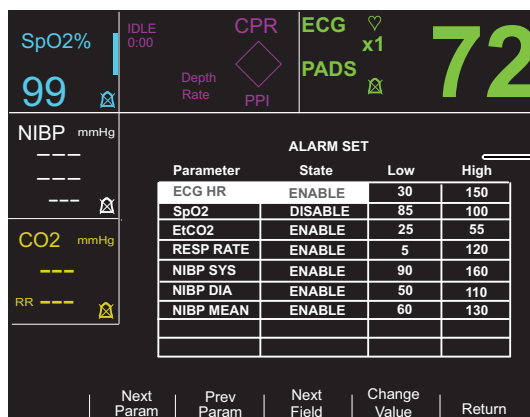 SpO2%
99
IDLE
0:00
CPR
Depth
Rate
PPI
ECG
x1
PADS
72
NIBP mmHg
---
---
---
CO2 mmHg
---
RR ---
ALARM SET
Parameter State Low High
ECG HR ENABLE 30 150
SpO2 DISABLE 85 100
EtCO2 ENABLE 25 55
RESP RATE ENABLE 5 120
NIBP SYS ENABLE 90 160
NIBP DIA ENABLE 50 110
NIBP MEAN ENABLE 60 130
Next Param
Prev Param
Next Field
Change Value
Return